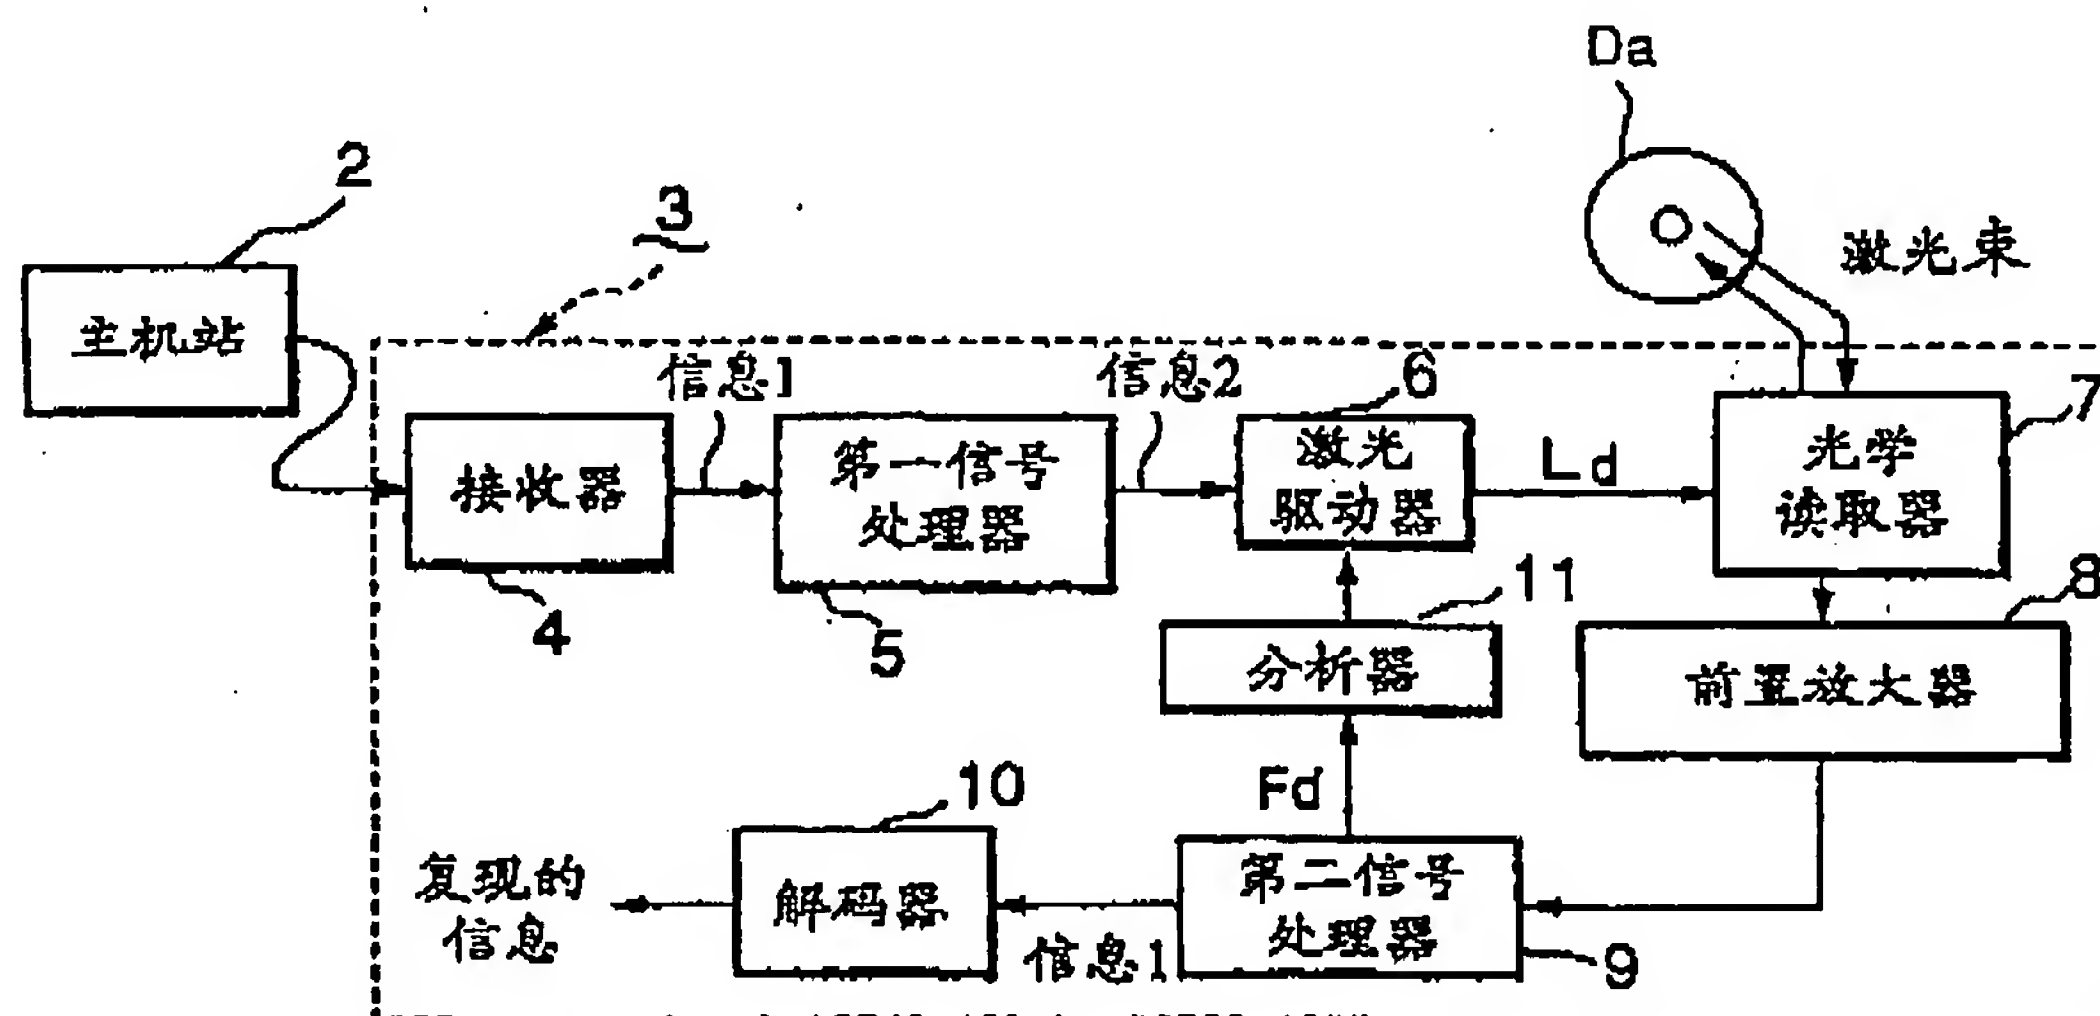 Da
2
3
激光束
主机站
信息1
信息2
6
7
接收器
第一信号
处理器
激光
驱动器
Ld
光学
读取器
4
5
11
8
分析器
前置放大器
Fd
10
复现的
信息
解码器
信息1
第二信号
处理器
9